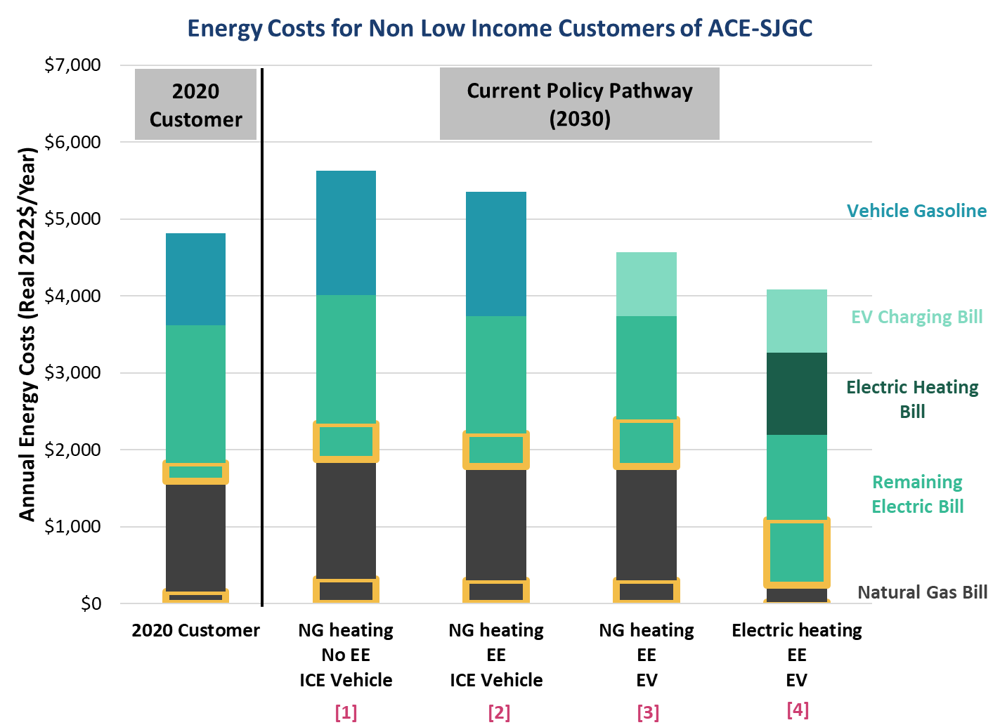 Energy Costs for Non Low Income Customers of ACE-SJGC
Annual Energy Costs (Real 2022$/Year)
$7,000
$6,000
$5,000
$4,000
$3,000
$2,000
$1,000
$0
2020
Customer
Current Policy Pathway
(2030)
Vehicle Gasoline
EV Charging Bill
Electric Heating
Bill
Remaining
Electric Bill
Natural Gas Bill
2020 Customer
NG heating
No EE
ICE Vehicle
[1]
NG heating
EE
ICE Vehicle
[2]
NG heating
EE
EV
[3]
Electric heating
EE
EV
[4]